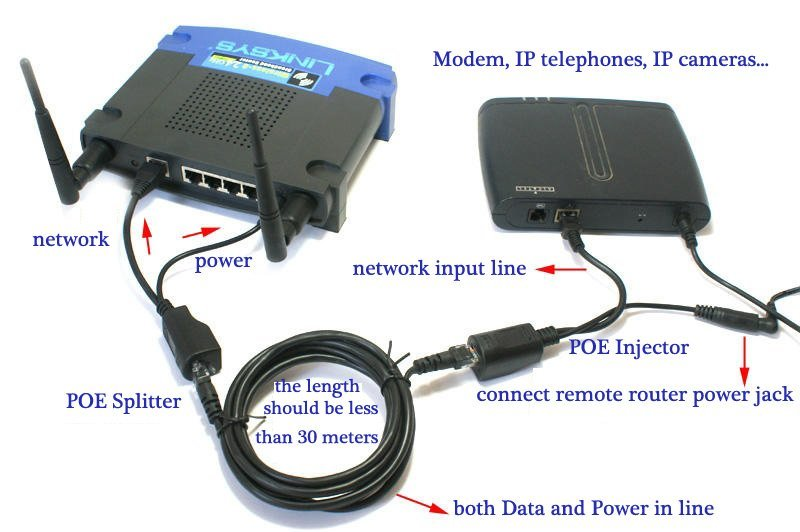 LINKSYS
Modem, IP telephones, IP cameras...
network
power
network input line
POE Injector
POE Splitter
connect remote router power jack
the length
should be less
than 30 meters
both Data and Power in line